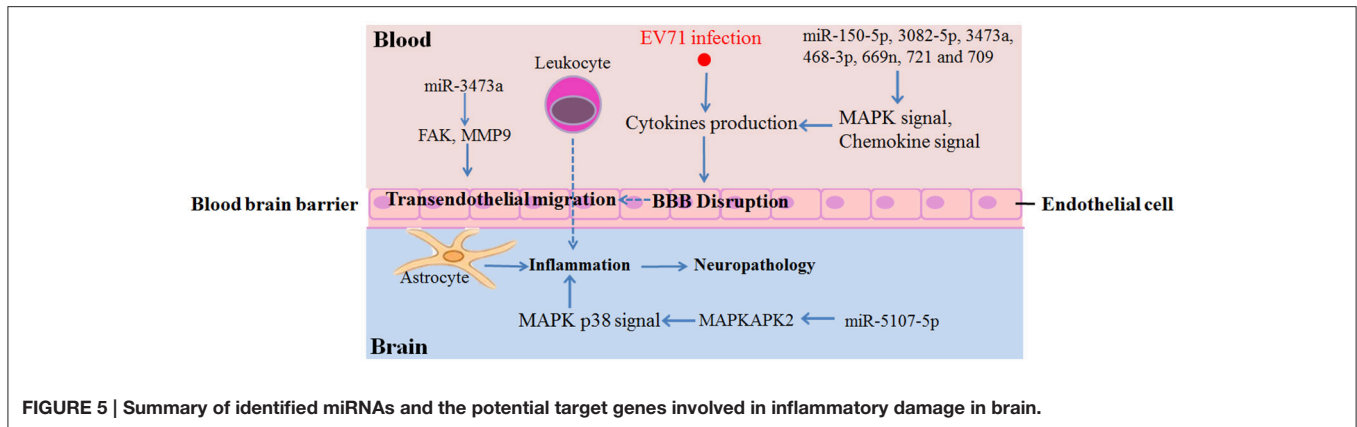 Blood
EV71 infection
miR-150-5p, 3082-5p, 3473a,
468-3p, 669n, 721 and 709
Leukocyte
miR-3473a
FAK, MMP9
Cytokines production
MAPK signal,
Chemokine signal
Blood brain barrier
Transendothelial migration
BBB Disruption
Endothelial cell
Astrocyte
Inflammation
Neuropathology
MAPK p38 signal
MAPKAPK2
miR-5107-5p
Brain
FIGURE 5 | Summary of identified miRNAs and the potential target genes involved in inflammatory damage in brain.